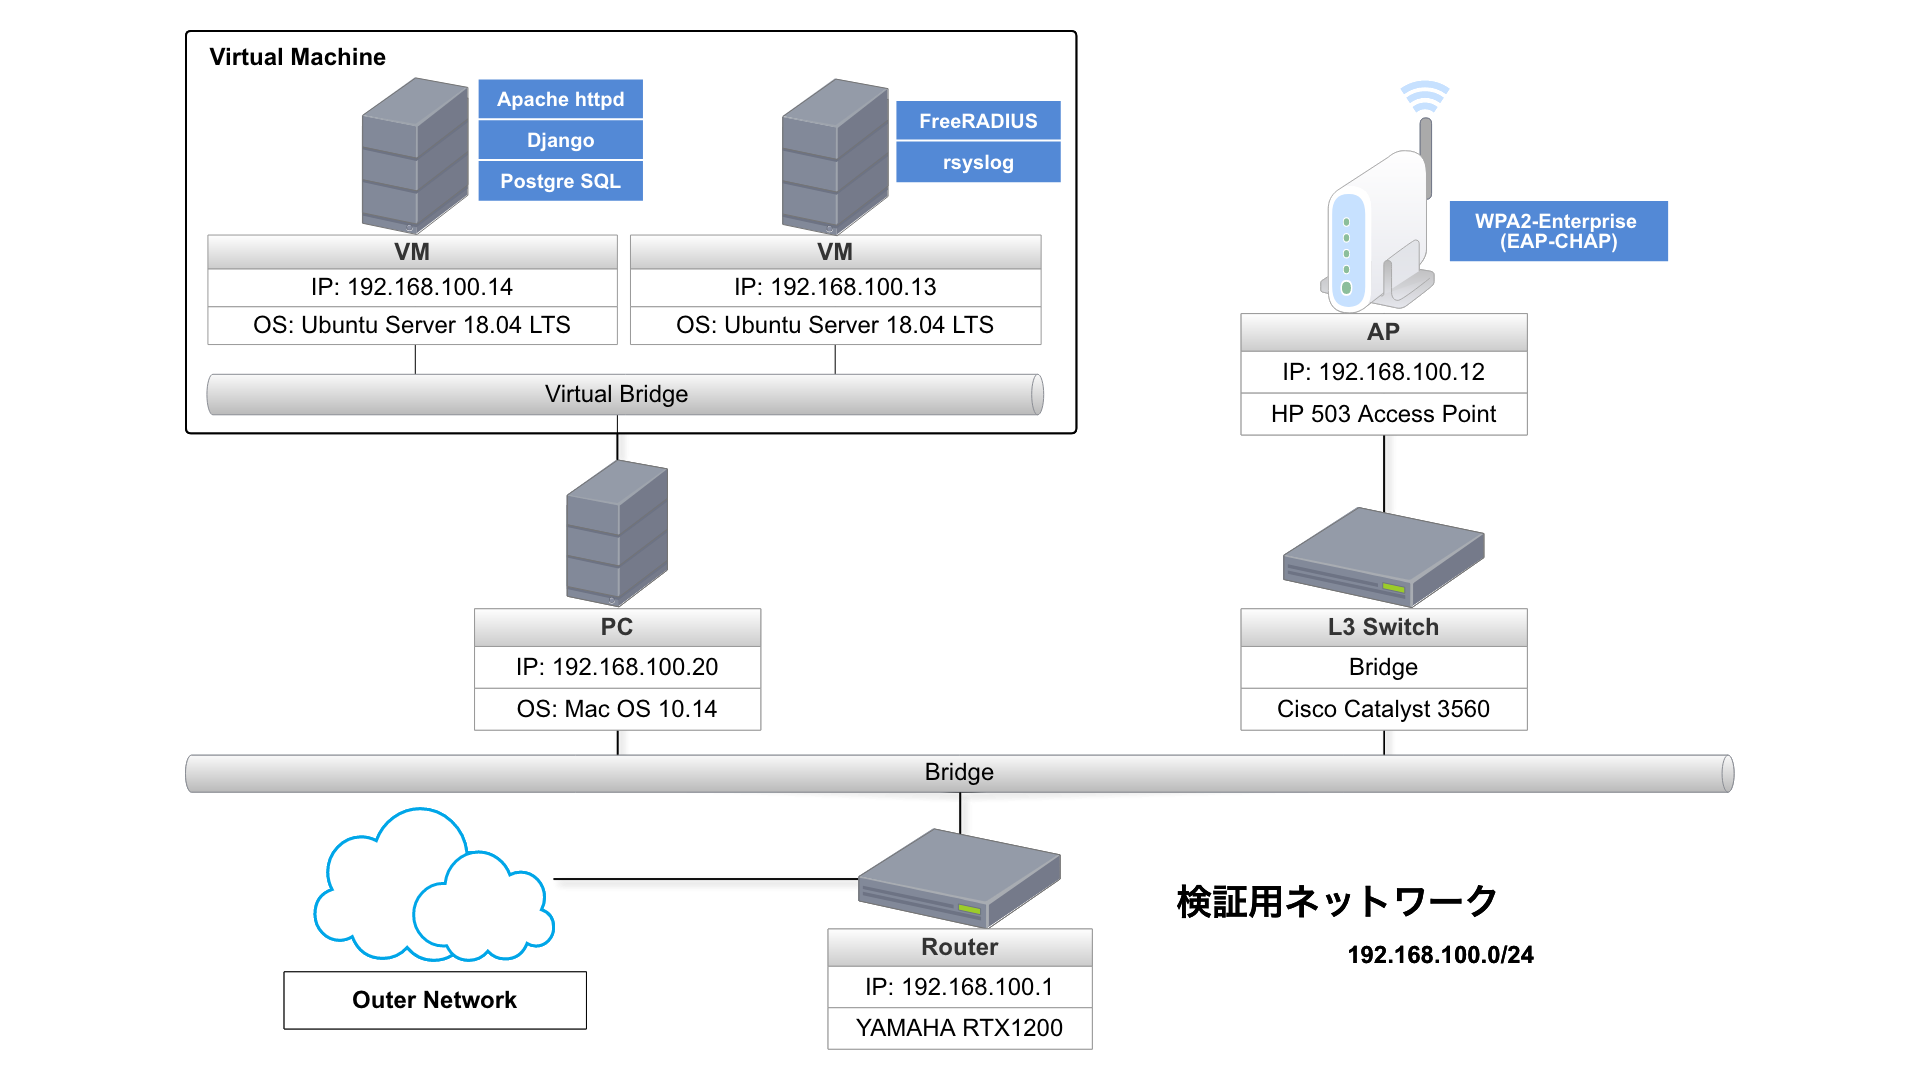 Virtual Machine
Apache httpd
Django
Postgre SQL
FreeRADIUS
rsyslog
VM
IP: 192.168.100.14
OS: Ubuntu Server 18.04 LTS
VM
IP: 192.168.100.13
OS: Ubuntu Server 18.04 LTS
Virtual Bridge
WPA2-Enterprise
(EAP-CHAP)
AP
IP: 192.168.100.12
HP 503 Access Point
PC
IP: 192.168.100.20
OS: Mac OS 10.14
L3 Switch
Bridge
Cisco Catalyst 3560
Bridge
Outer Network
Router
IP: 192.168.100.1
YAMAHA RTX1200
検証用ネットワーク
192.168.100.0/24